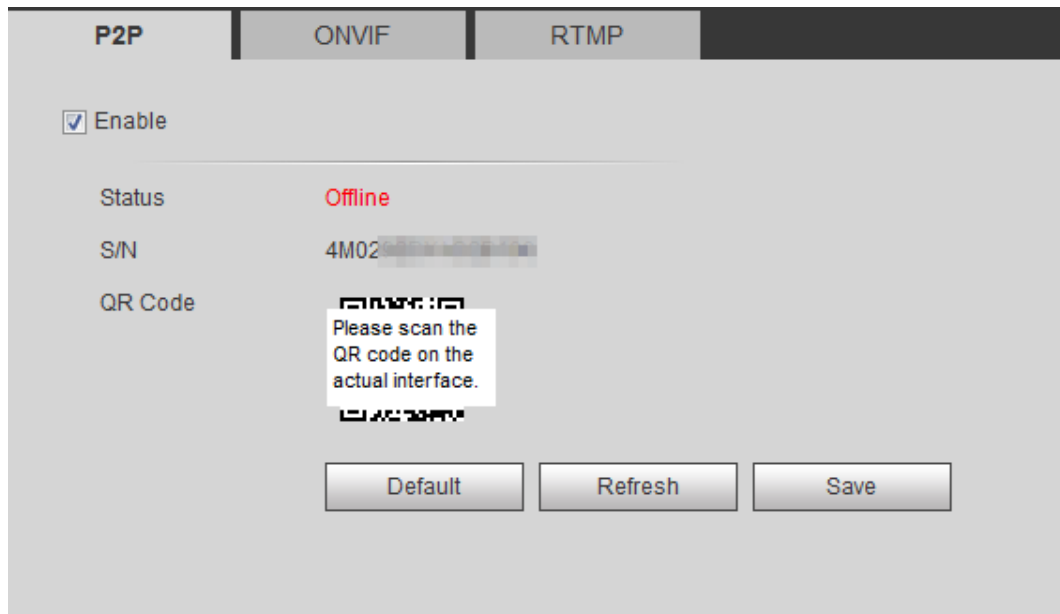 P2P ONVIF RTMP
Enable
Status Offline
S/N 4M02
QR Code
Please scan the
QR code on the
actual interface.
Default Refresh Save